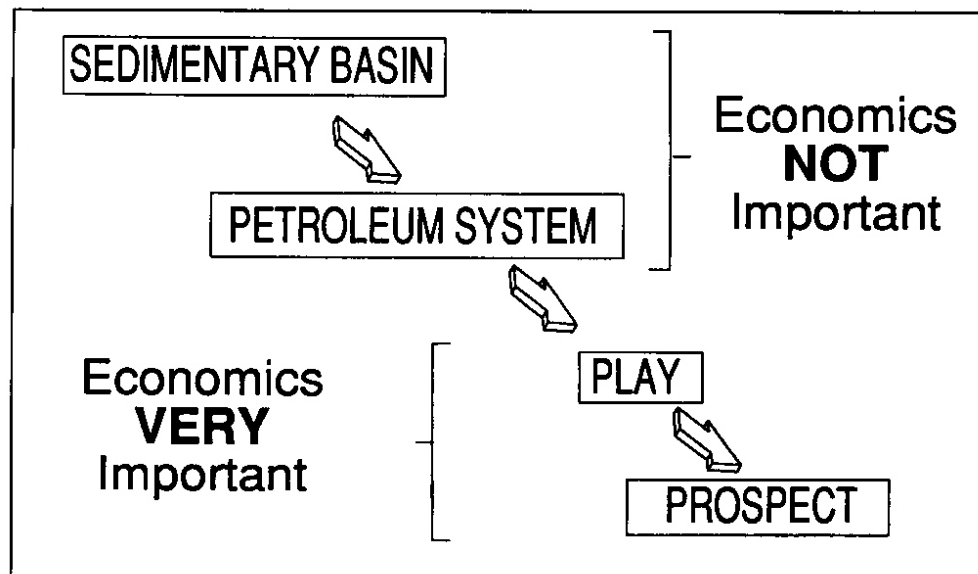 SEDIMENTARY BASIN
Economics
NOT
Important
PETROLEUM SYSTEM
Economics
VERY
Important
PLAY
PROSPECT